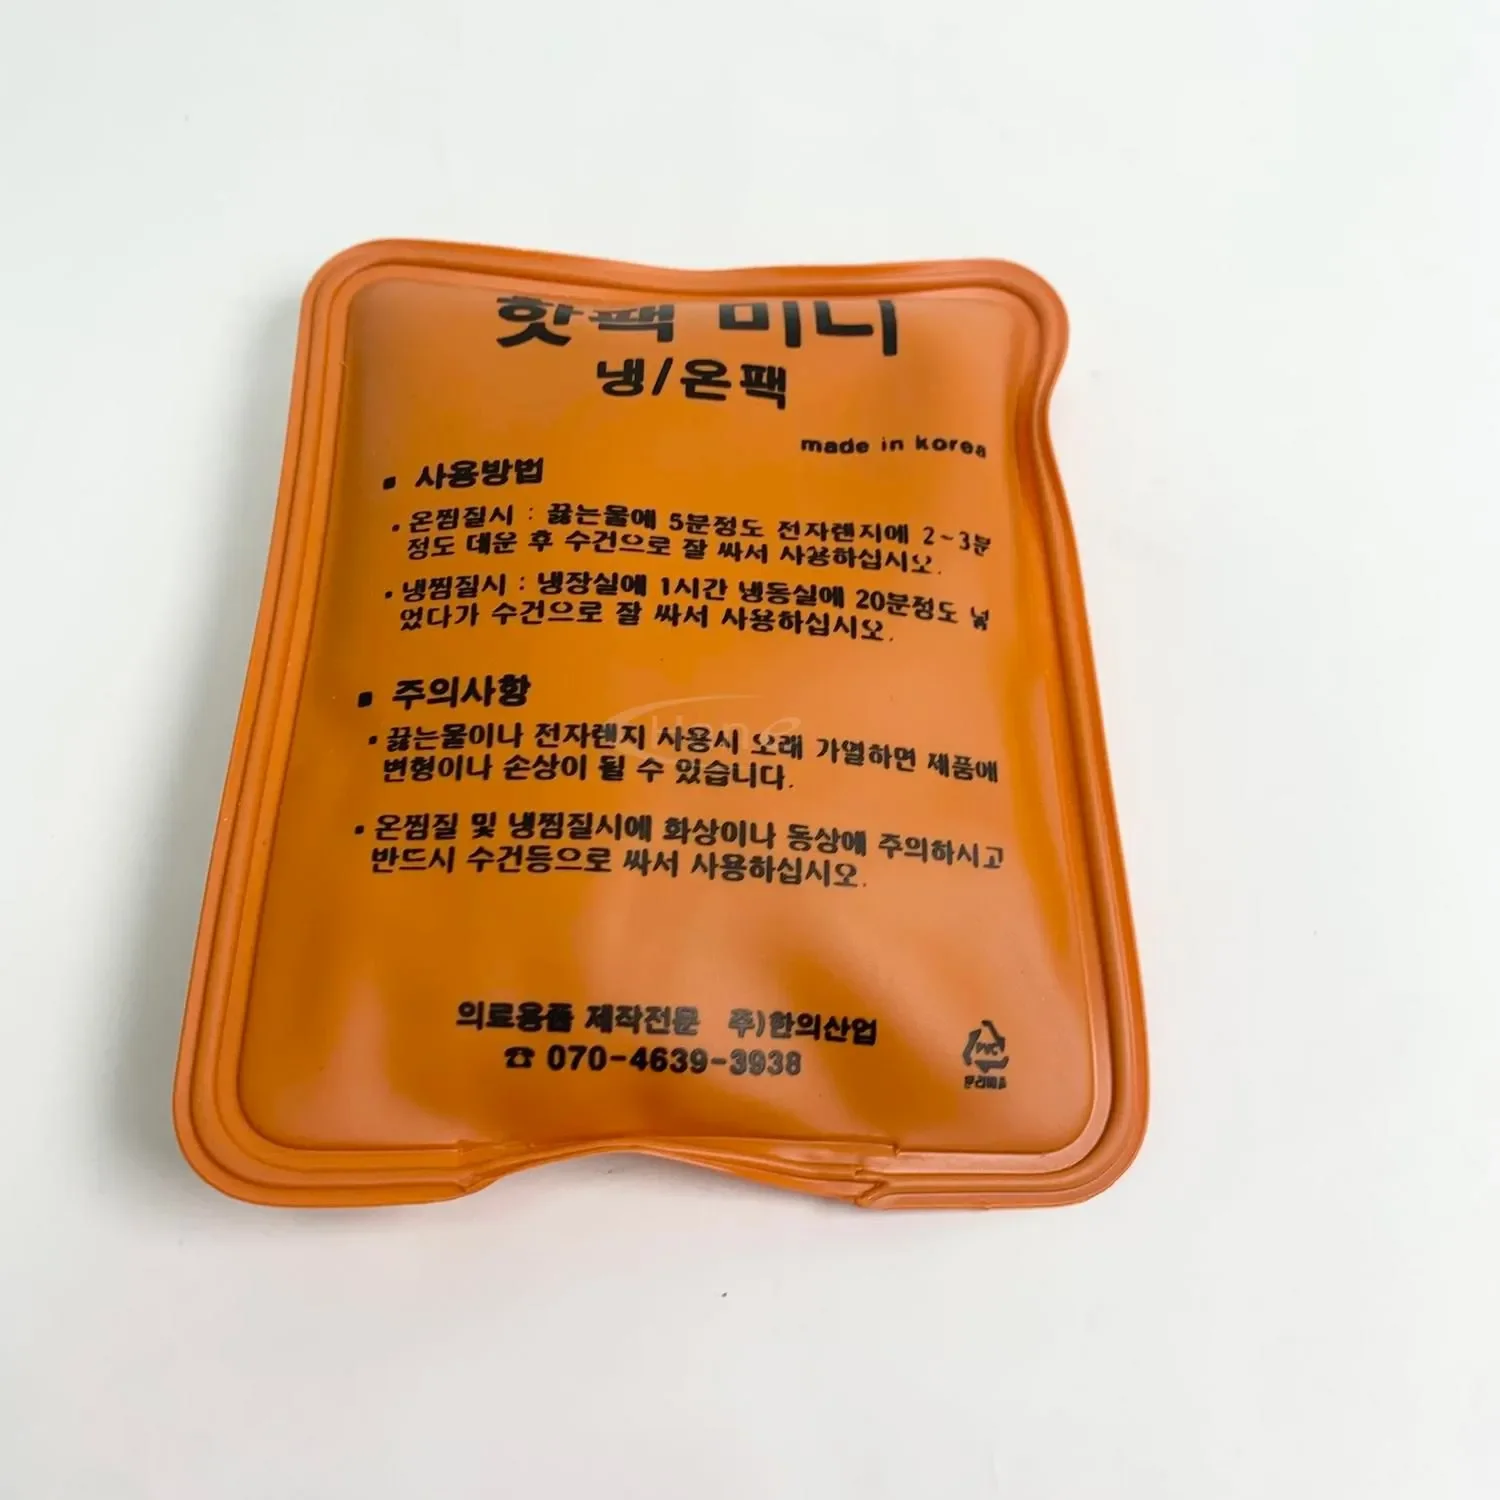 핫팩 미니
냉/온팩
made in korea
■ 사용방법
• 온찜질시 : 끓는물에 5분정도 전자렌지에 2~3분
정도 데운 후 수건으로 잘 싸서 사용하십시오.
• 냉찜질시 : 냉장실에 1시간 냉동실에 20분정도 넣
었다가 수건으로 잘 싸서 사용하십시오.
■ 주의사항
• 끓는물이나 전자렌지 사용시 오래 가열하면 제품에
변형이나 손상이 될 수 있습니다.
• 온찜질 및 냉찜질시에 화상이나 동상에 주의하시고
반드시 수건등으로 싸서 사용하십시오.
의료용품 제작전문 주)한의산업
☎ 070-4639-3938
PVC